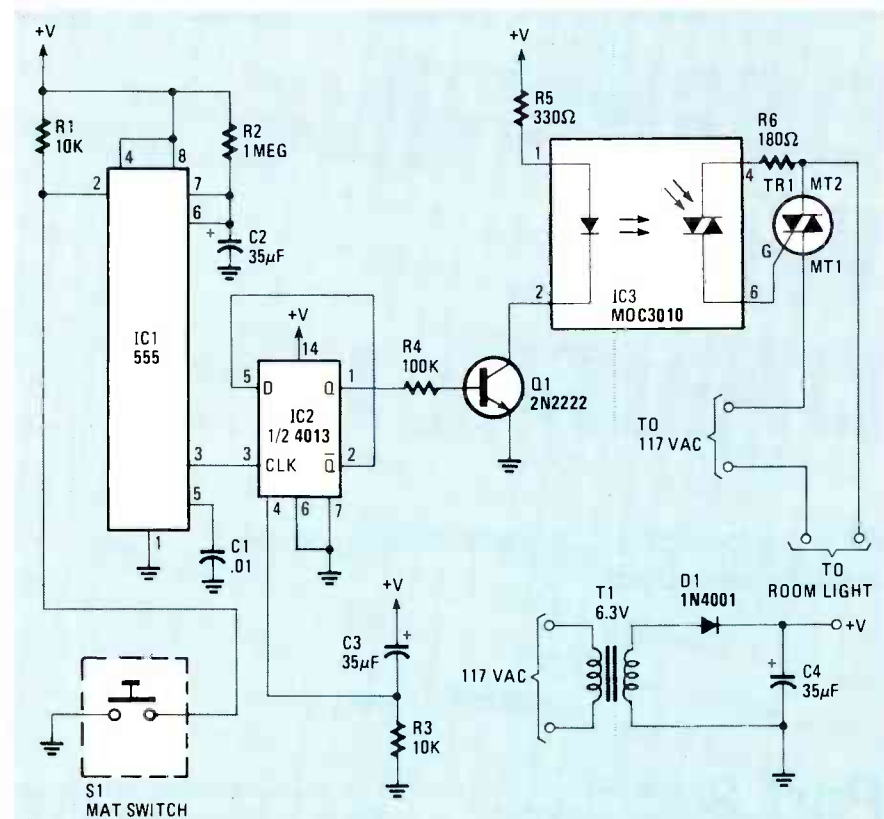 +V
R1
10K
4
8
R2
1 MEG
2
7
6
+
C2
35µF
IC1
555
3
5
1
C1
.01
+V
14
5
D
Q
1
IC2
1/2 4013
3
CLK
Q̅
2
4
6
7
R4
100K
Q1
2N2222
+V
R5
330Ω
1
2
IC3
MOC3010
4
6
R6
180Ω
TR1
MT2
G
MT1
TO
117 VAC
TO
ROOM LIGHT
+V
C3
35µF
+
R3
10K
S1
MAT SWITCH
117 VAC
T1
6.3V
D1
1N4001
+V
+
C4
35µF